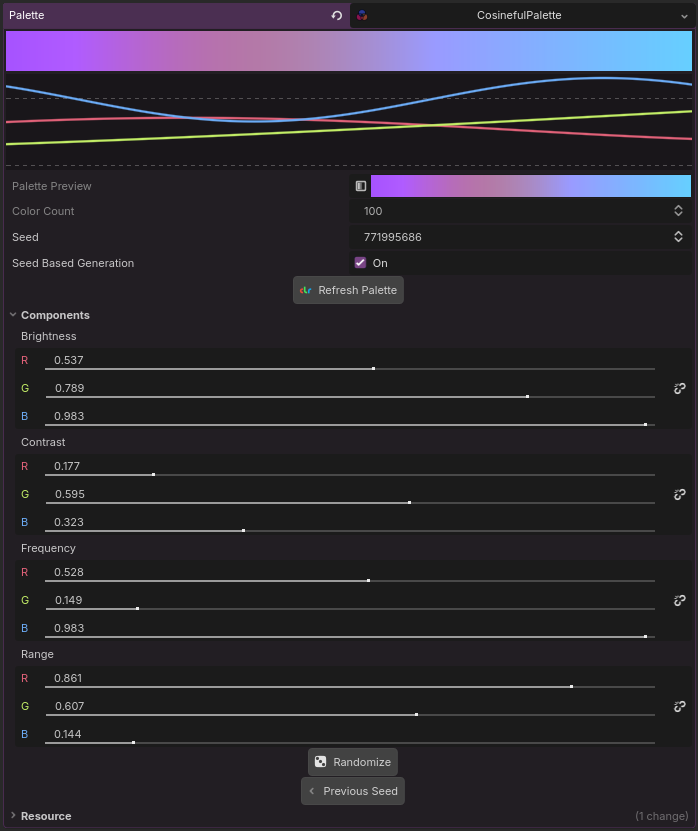 Palette CosinefulPalette
Palette Preview
Color Count 100
Seed 771995686
Seed Based Generation On
clr Refresh Palette
Components
Brightness
R 0.537
G 0.789
B 0.983
Contrast
R 0.177
G 0.595
B 0.323
Frequency
R 0.528
G 0.149
B 0.983
Range
R 0.861
G 0.607
B 0.144
Randomize
Previous Seed
Resource (1 change)